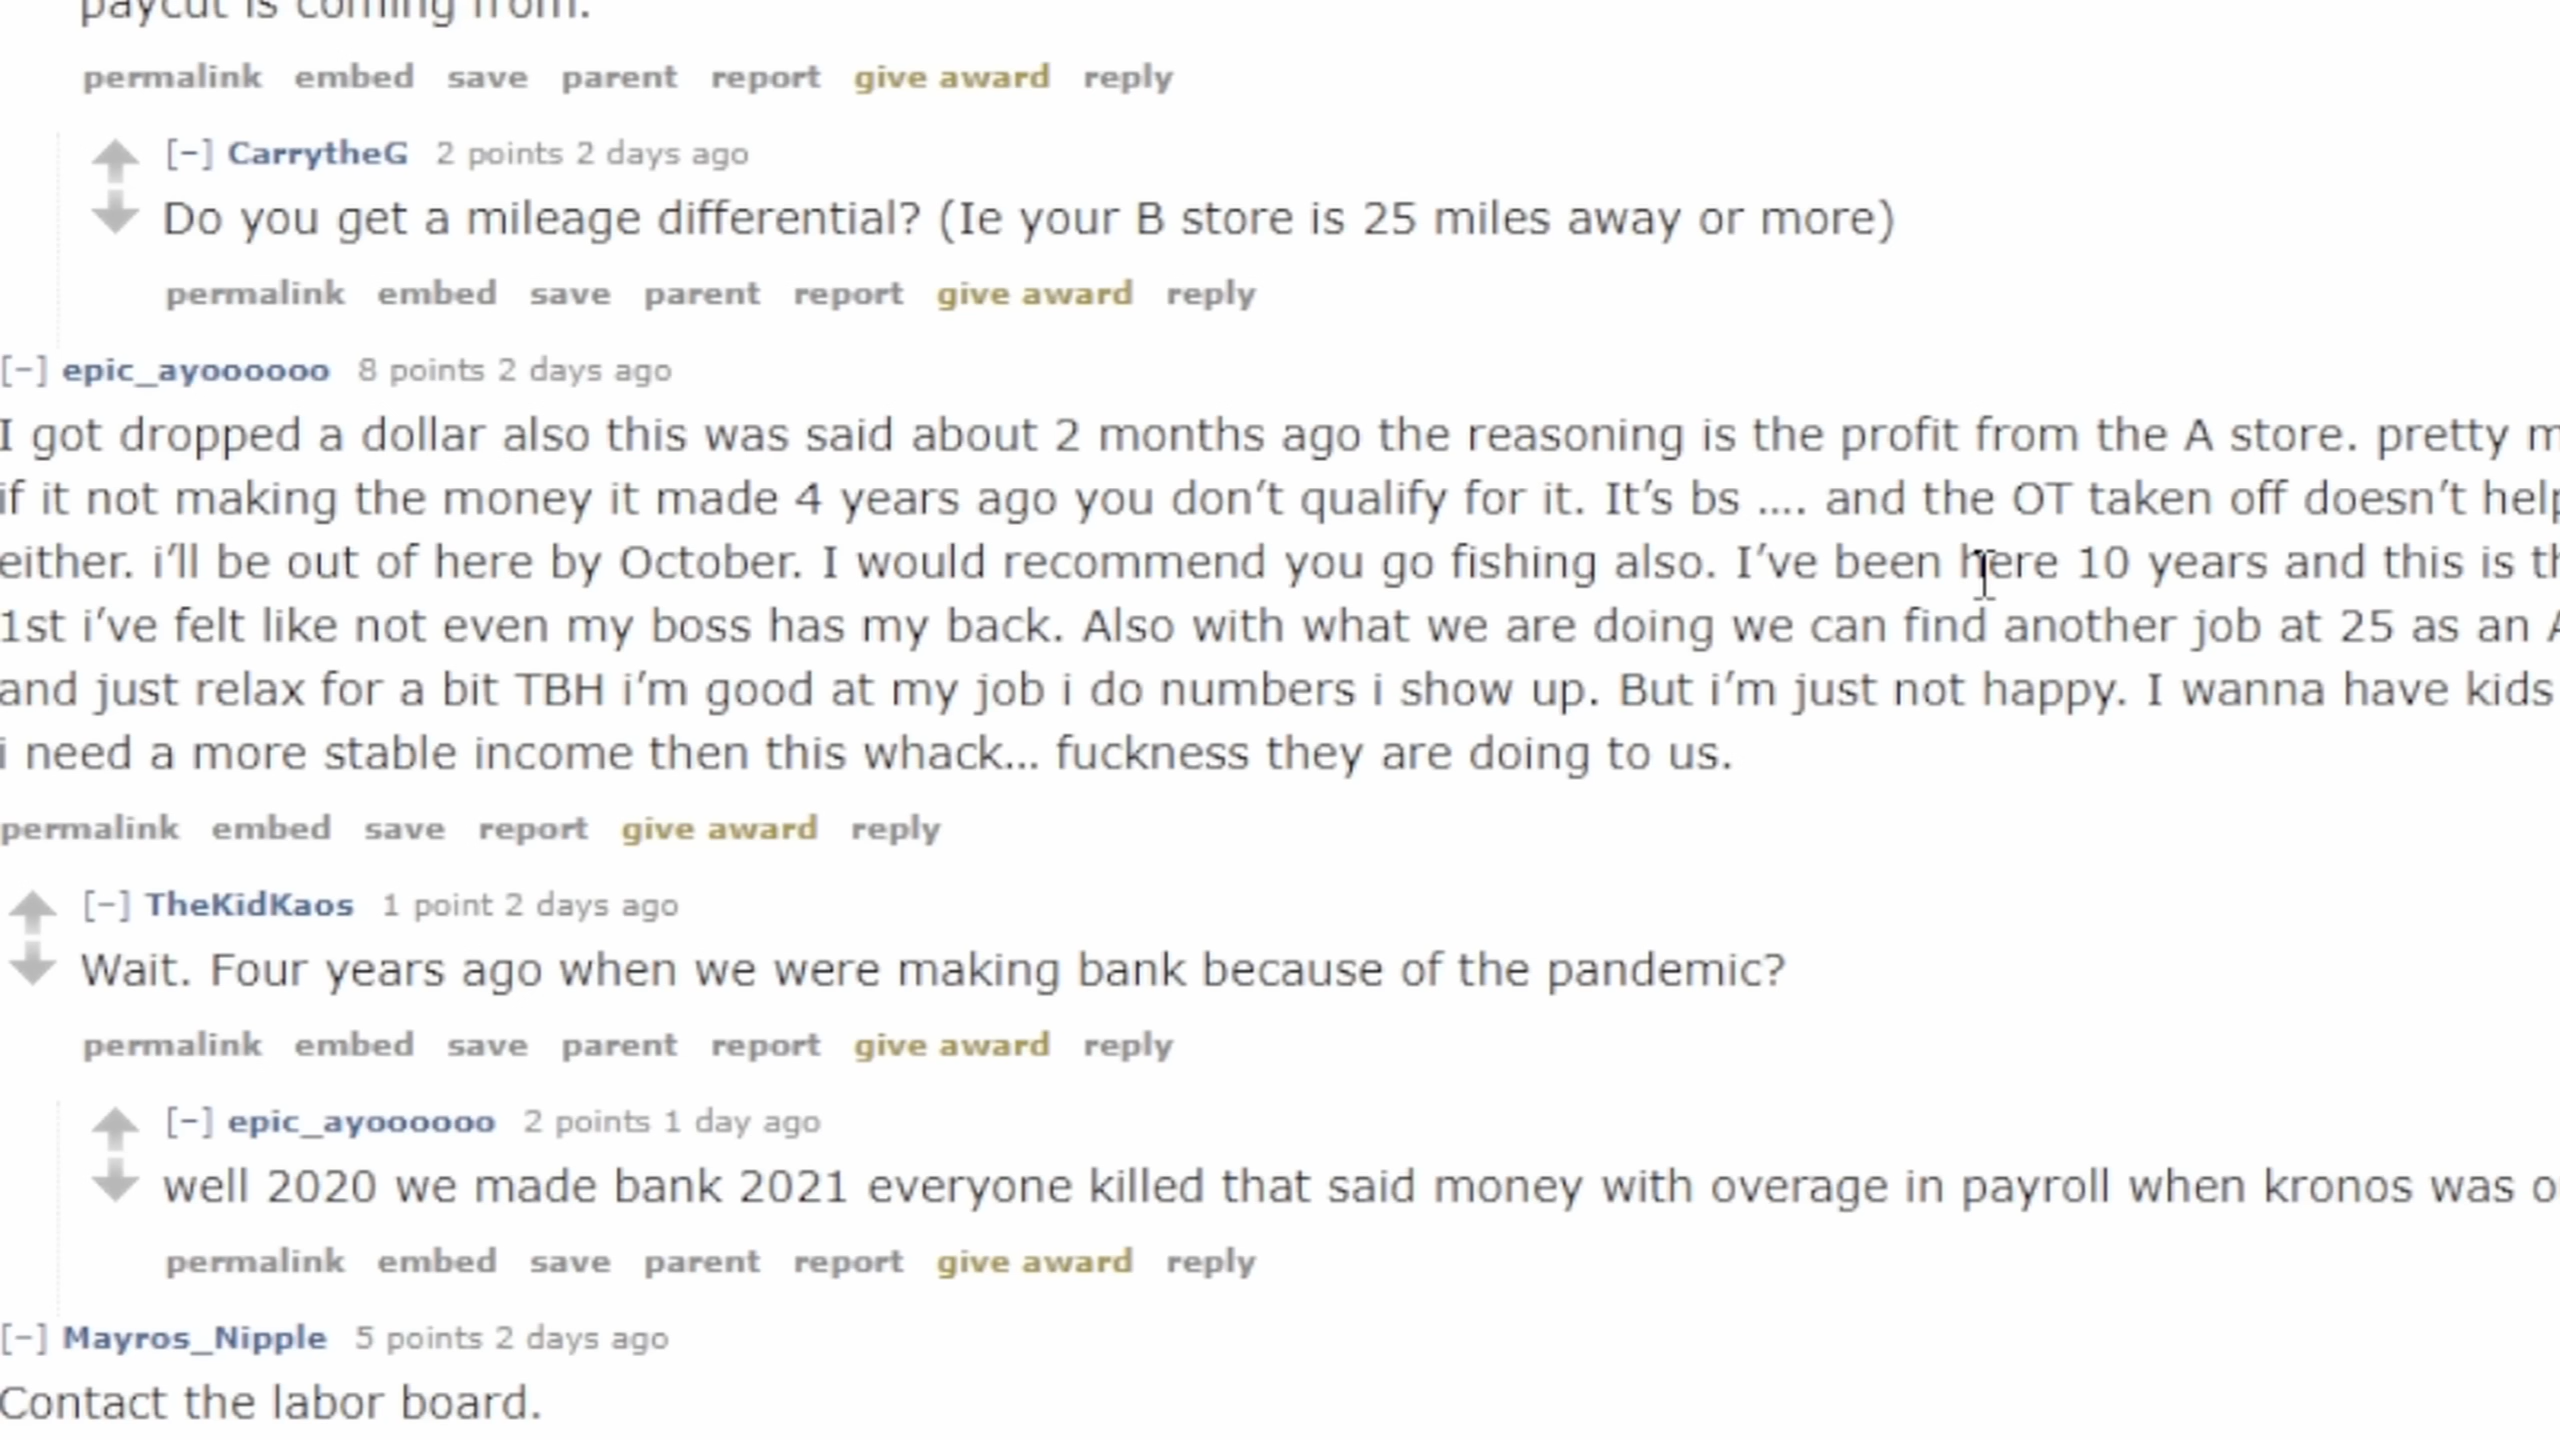 paycut is coming from.
permalink embed save parent report give award reply
[–] CarrytheG 2 points 2 days ago
Do you get a mileage differential? (Ie your B store is 25 miles away or more)
permalink embed save parent report give award reply
[–] epic_ayoooooo 8 points 2 days ago
I got dropped a dollar also this was said about 2 months ago the reasoning is the profit from the A store. pretty
if it not making the money it made 4 years ago you don’t qualify for it. It’s bs .... and the OT taken off doesn’t help
either. i’ll be out of here by October. I would recommend you go fishing also. I’ve been here 10 years and this is
1st i’ve felt like not even my boss has my back. Also with what we are doing we can find another job at 25 as an
and just relax for a bit TBH i’m good at my job i do numbers i show up. But i’m just not happy. I wanna have kids
i need a more stable income then this whack... fuckness they are doing to us.
permalink embed save report give award reply
[–] TheKidKaos 1 point 2 days ago
Wait. Four years ago when we were making bank because of the pandemic?
permalink embed save parent report give award reply
[–] epic_ayoooooo 2 points 1 day ago
well 2020 we made bank 2021 everyone killed that said money with overage in payroll when kronos was
permalink embed save parent report give award reply
[–] Mayros_Nipple 5 points 2 days ago
Contact the labor board.